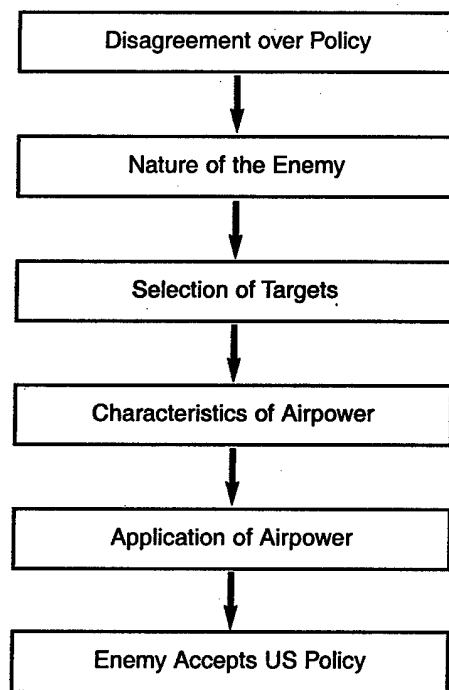 Disagreement over Policy
Nature of the Enemy
Selection of Targets
Characteristics of Airpower
Application of Airpower
Enemy Accepts US Policy